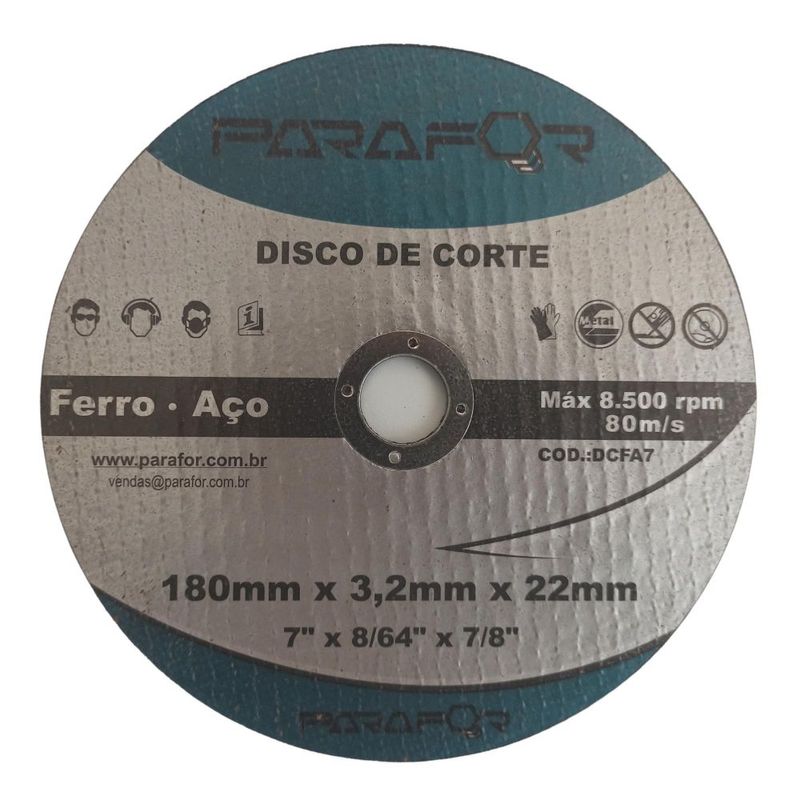 PARAFOR
DISCO DE CORTE
i
Metal
Ferro · Aço
Máx 8.500 rpm
80m/s
www.parafor.com.br
vendas@parafor.com.br
COD.:DCFA7
180mm x 3,2mm x 22mm
7" x 8/64" x 7/8"
PARAFOR